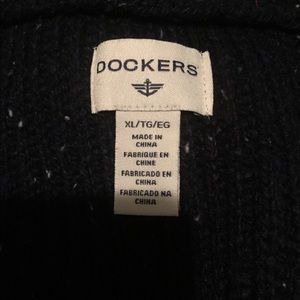 DOCKERS
XL/TG/EG
MADE IN
CHINA
FABRIQUE EN
CHINE
FABRICADO EN
CHINA
FABRICADO NA
CHINA